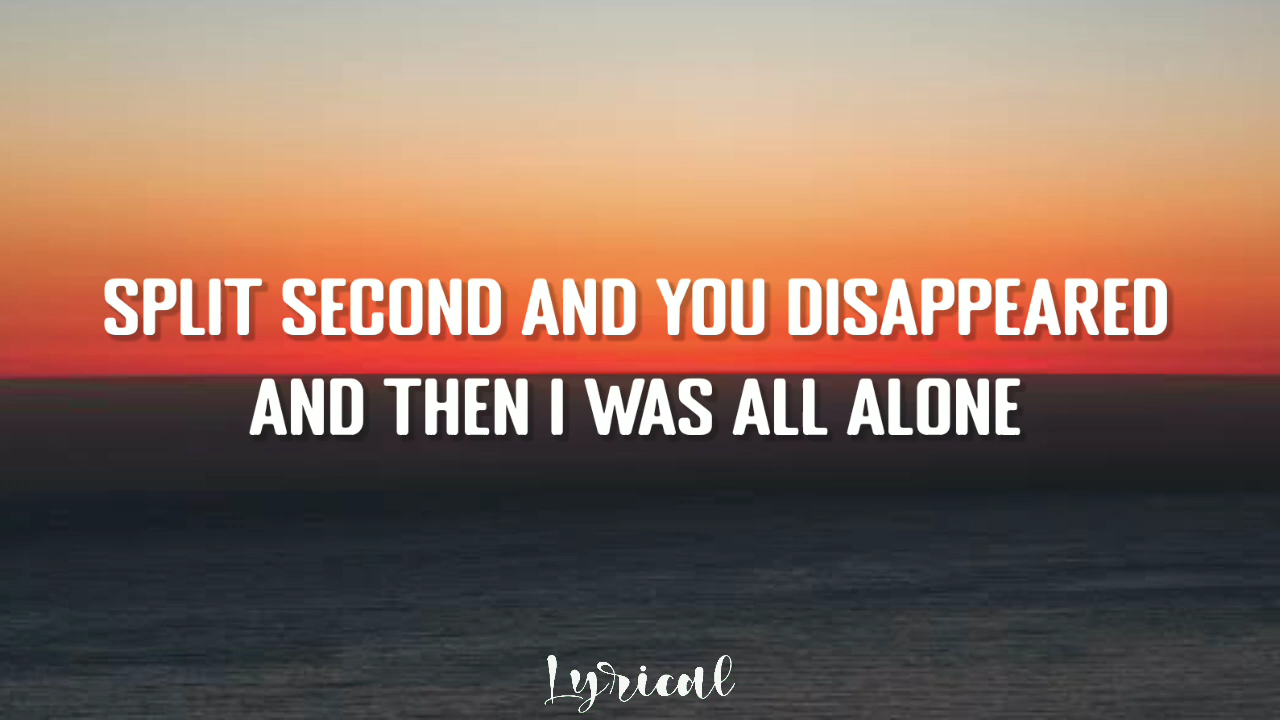 SPLIT SECOND AND YOU DISAPPEARED
AND THEN I WAS ALL ALONE
Lyrical